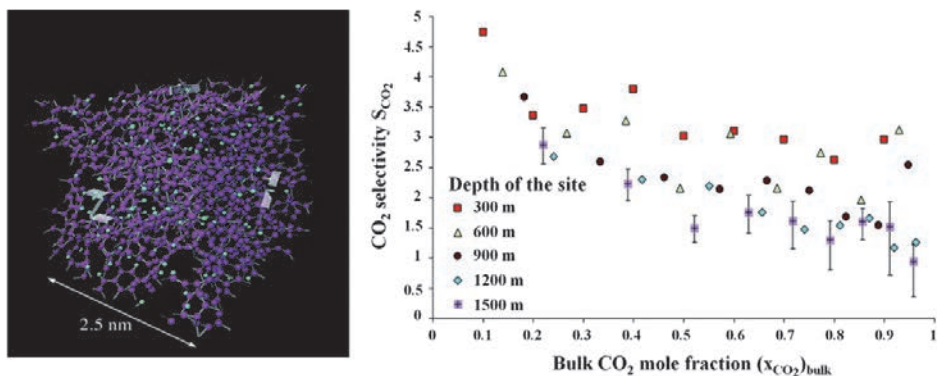 2.5 nm
CO2 selectivity SCO2
5
4.5
4
3.5
3
2.5
2
1.5
1
0.5
0
Depth of the site
300 m
600 m
900 m
1200 m
1500 m
0 0.1 0.2 0.3 0.4 0.5 0.6 0.7 0.8 0.9 1
Bulk CO2 mole fraction (xCO2)bulk